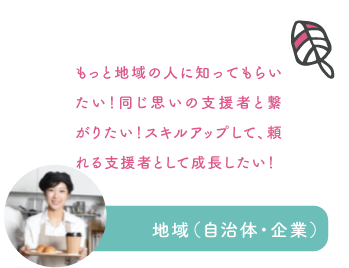 もっと地域の人に知ってもらい
たい！同じ思いの支援者と繋
がりたい！スキルアップして、頼
れる支援者として成長したい！
地域（自治体・企業）